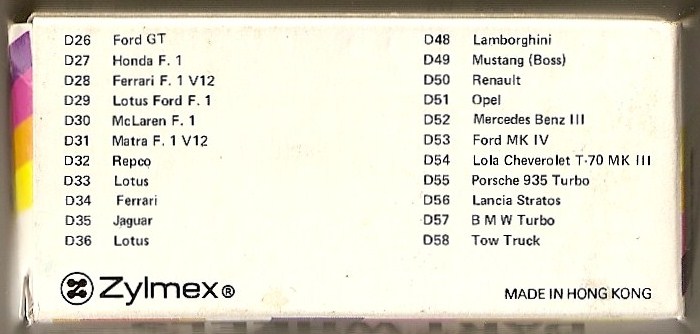 D26 Ford GT
D27 Honda F. 1
D28 Ferrari F. 1 V12
D29 Lotus Ford F. 1
D30 McLaren F. 1
D31 Matra F. 1 V12
D32 Repco
D33 Lotus
D34 Ferrari
D35 Jaguar
D36 Lotus
D48 Lamborghini
D49 Mustang (Boss)
D50 Renault
D51 Opel
D52 Mercedes Benz III
D53 Ford MK IV
D54 Lola Cheverolet T-70 MK III
D55 Porsche 935 Turbo
D56 Lancia Stratos
D57 B M W Turbo
D58 Tow Truck
Zylmex®
MADE IN HONG KONG